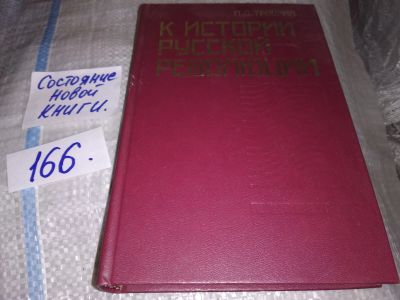 Состояние
новой
книги.
166.
К ИСТОРИИ
РУССКОЙ
РЕВОЛЮЦИИ